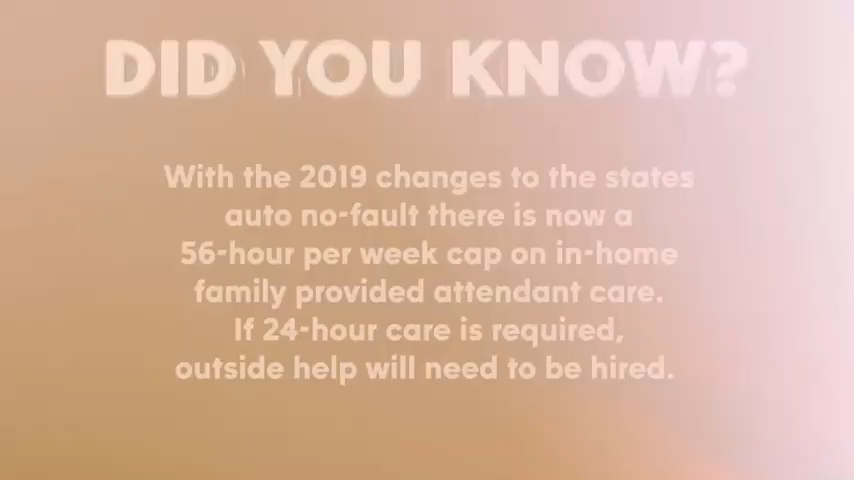 DID YOU KNOW?
With the 2019 changes to the states
auto no-fault there is now a
56-hour per week cap on in-home
family provided attendant care.
If 24-hour care is required,
outside help will need to be hired.